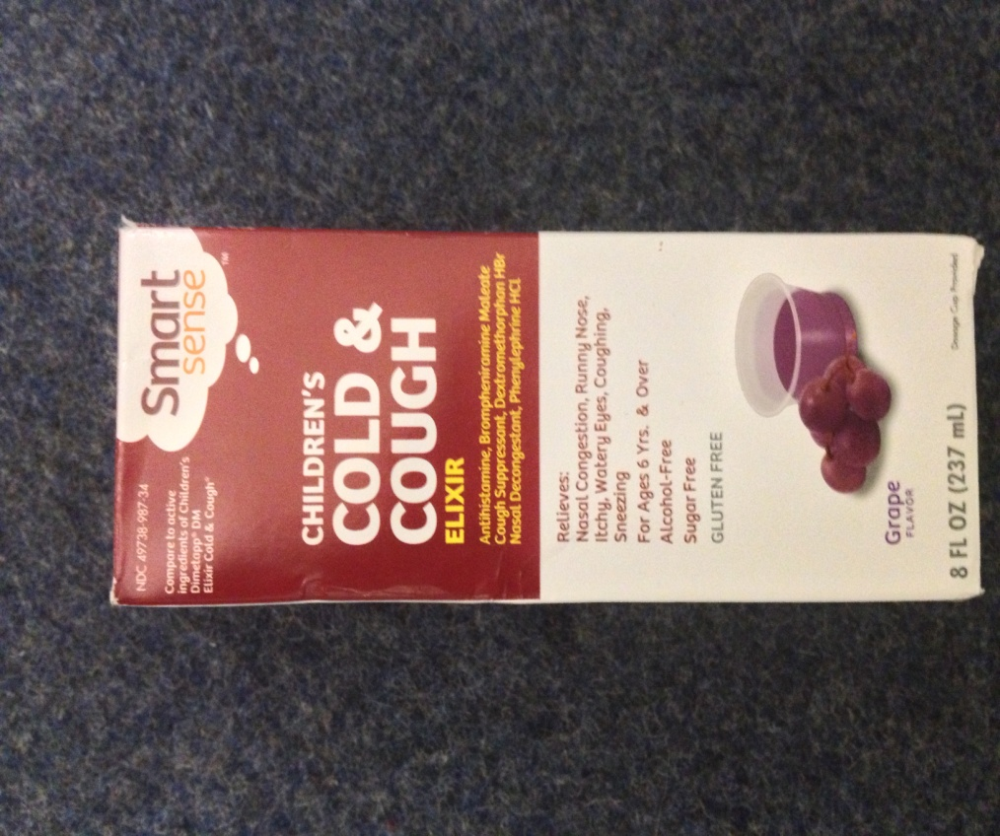 NDC 49738-987-34
Compare to active
ingredients of Children's
Dimetapp® DM
Elixir Cold & Cough®
Smart
sense™
CHILDREN'S
COLD &
COUGH
ELIXIR
Antihistamine, Brompheniramine Maleate
Cough Suppressant, Dextromethorphan HBr
Nasal Decongestant, Phenylephrine HCl
Relieves:
Nasal Congestion, Runny Nose,
Itchy, Watery Eyes, Coughing,
Sneezing
For Ages 6 Yrs. & Over
Alcohol-Free
Sugar Free
GLUTEN FREE
Grape
FLAVOR
8 FL OZ (237 mL)
Dosage Cup Provided